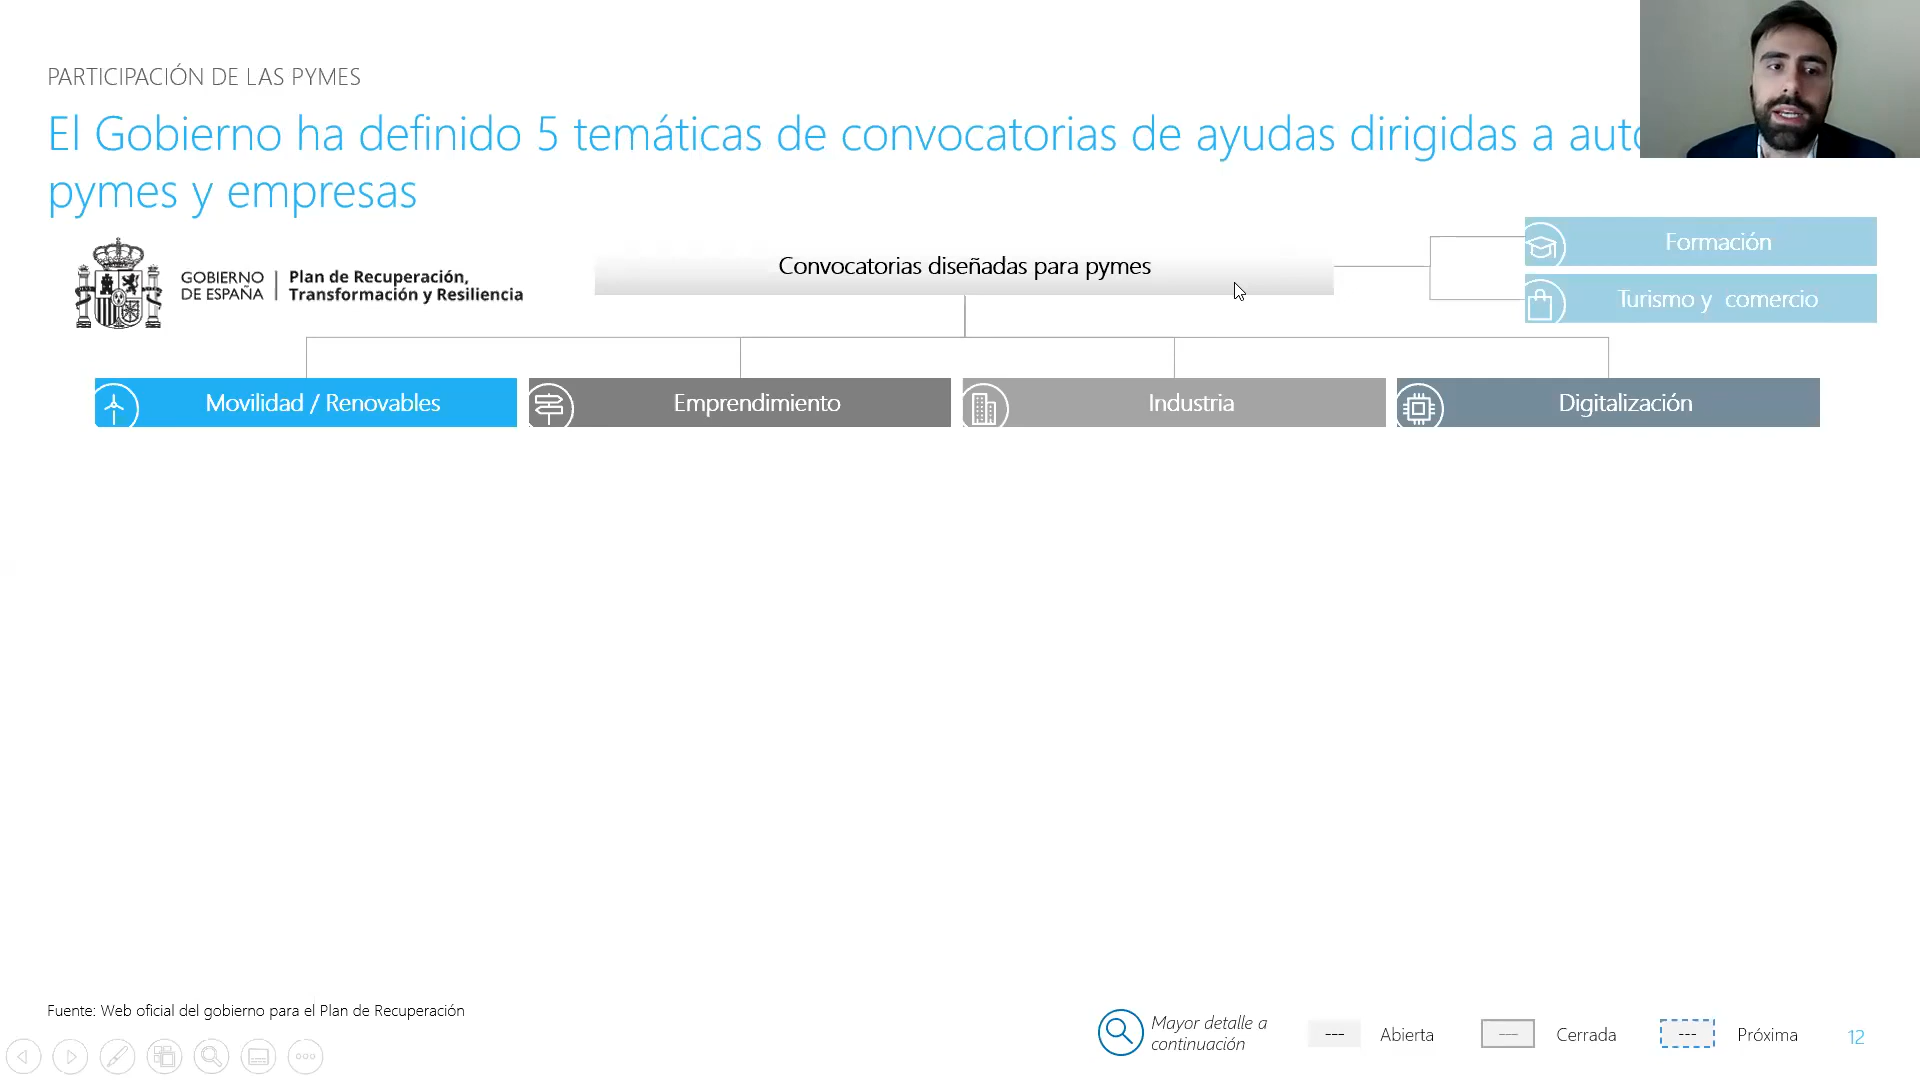 PARTICIPACIÓN DE LAS PYMES
El Gobierno ha definido 5 temáticas de convocatorias de ayudas dirigidas a
pymes y empresas
GOBIERNO
DE ESPAÑA
Plan de Recuperación,
Transformación y Resiliencia
Convocatorias diseñadas para pymes
Formación
Turismo y comercio
Movilidad / Renovables
Emprendimiento
Industria
Digitalización
Fuente: Web oficial del gobierno para el Plan de Recuperación
Mayor detalle a
continuación
--- Abierta
--- Cerrada
--- Próxima
12